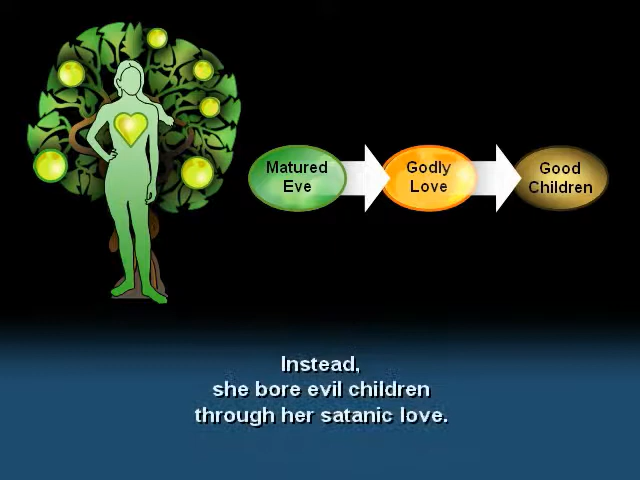 Matured
Eve
Godly
Love
Good
Children
Instead,
she bore evil children
through her satanic love.